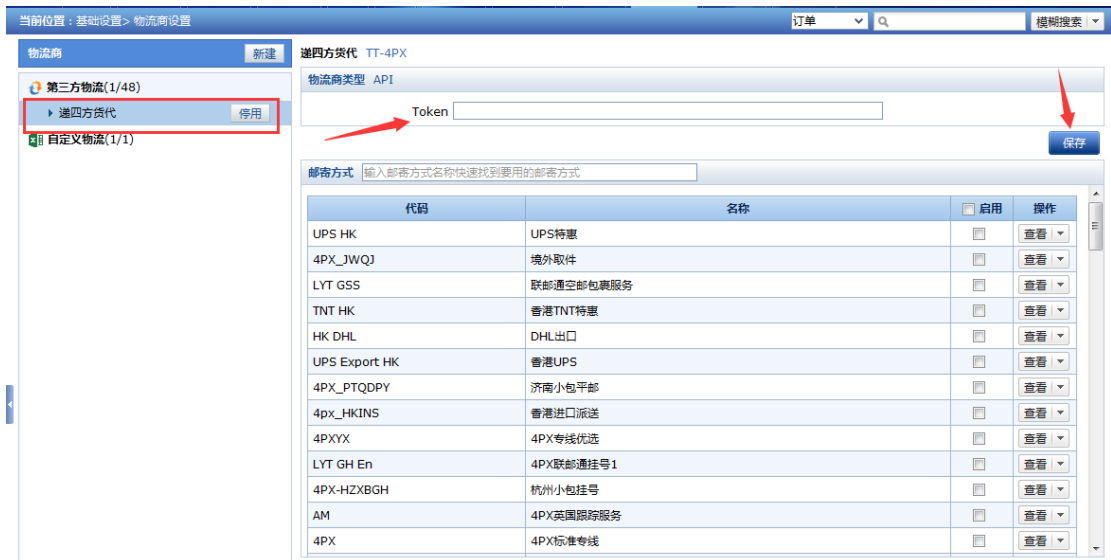 当前位置：基础设置> 物流商设置 订单 模糊搜索
物流商 新建
第三方物流(1/48)
递四方货代 停用
自定义物流(1/1)
递四方货代 TT-4PX
物流商类型 API
Token
保存
邮寄方式 输入邮寄方式名称快速找到要用的邮寄方式
代码 名称 启用 操作
UPS HK UPS特惠 查看
4PX_JWQJ 境外取件 查看
LYT GSS 联邮通空邮包裹服务 查看
TNT HK 香港TNT特惠 查看
HK DHL DHL出口 查看
UPS Export HK 香港UPS 查看
4PX_PTQDPY 济南小包平邮 查看
4px_HKINS 香港进口派送 查看
4PXYX 4PX专线优选 查看
LYT GH En 4PX联邮通挂号1 查看
4PX-HZXBGH 杭州小包挂号 查看
AM 4PX英国跟踪服务 查看
4PX 4PX标准专线 查看